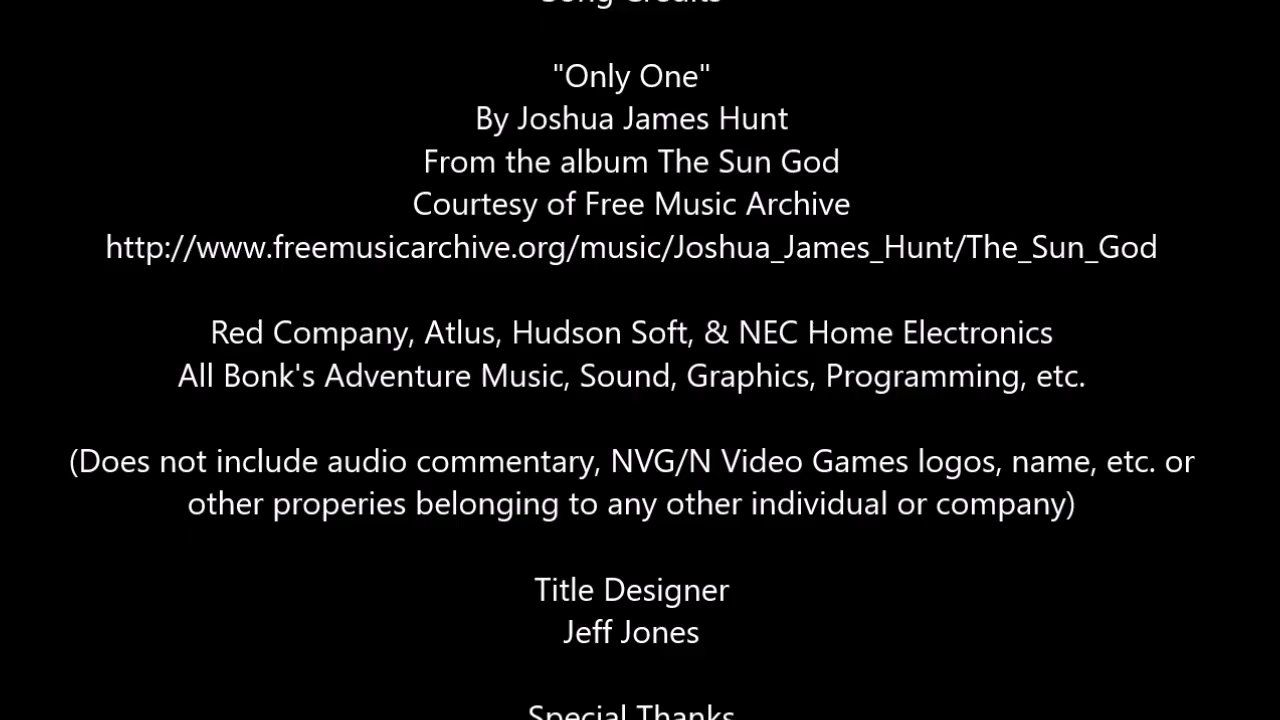 Song Credits
"Only One"
By Joshua James Hunt
From the album The Sun God
Courtesy of Free Music Archive
http://www.freemusicarchive.org/music/Joshua_James_Hunt/The_Sun_God
Red Company, Atlus, Hudson Soft, & NEC Home Electronics
All Bonk's Adventure Music, Sound, Graphics, Programming, etc.
(Does not include audio commentary, NVG/N Video Games logos, name, etc. or
other properies belonging to any other individual or company)
Title Designer
Jeff Jones
Special Thanks